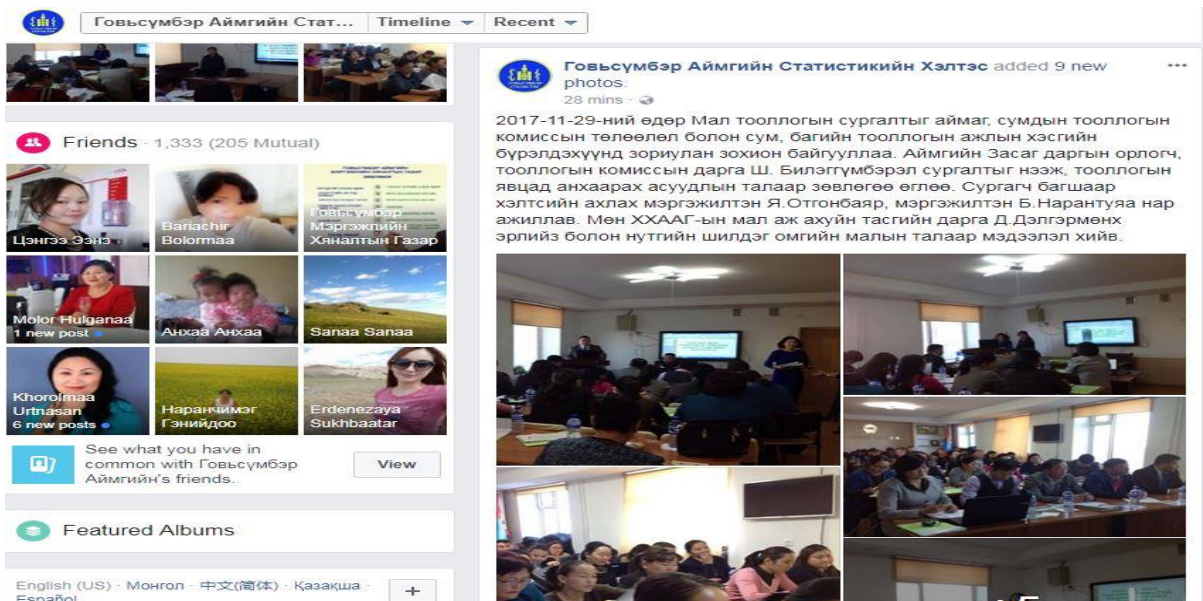 Говьсүмбэр Аймгийн Стат... Timeline Recent
Friends · 1,333 (205 Mutual)
Цэнгээ Ээнэ
Bariachir
Bolormaa
Говьсүмбэр
Мэргэжлийн
Хяналтын Газар
Molor Hulganaa
1 new post
Анхаа Анхаа
Sanaa Sanaa
Khorolmaa
Urtnasan
6 new posts
Наранчимэг
Гэнийдоо
Erdenezaya
Sukhbaatar
See what you have in
common with Говьсүмбэр
Аймгийн's friends.
View
Featured Albums
English (US) · Монгол · 中文(简体) · Қазақша ·
Español
+
Говьсүмбэр Аймгийн Статистикийн Хэлтэс added 9 new
photos.
28 mins ·
2017-11-29-ний өдөр Мал тооллогын сургалтыг аймаг, сумдын тооллогын
комиссын төлөөлөл болон сум, багийн тооллогын ажлын хэсгийн
бүрэлдэхүүнд зориулан зохион байгууллаа. Аймгийн Засаг даргын орлогч,
тооллогын комиссын дарга Ш. Билэггүмбэрэл сургалтыг нээж, тооллогын
явцад анхаарах асуудлын талаар зөвлөгөө өглөө. Сургагч багшаар
хэлтсийн ахлах мэргэжилтэн Я.Отгонбаяр, мэргэжилтэн Б.Нарантуяа нар
ажиллав. Мөн ХХААГ-ын мал аж ахуйн тасгийн дарга Д.Дэлгэрмөнх
эрлийз болон нутгийн шилдэг омгийн малын талаар мэдээлэл хийв.